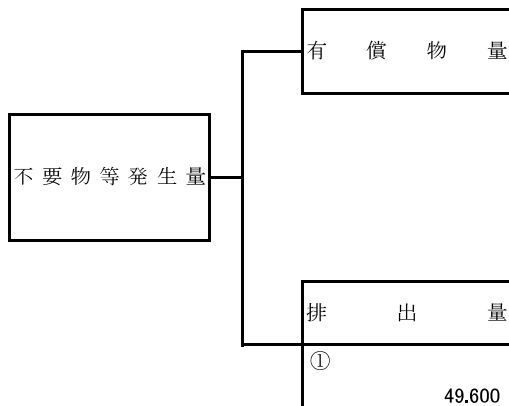 有償物量
不要物等発生量
排出量
①
49.600